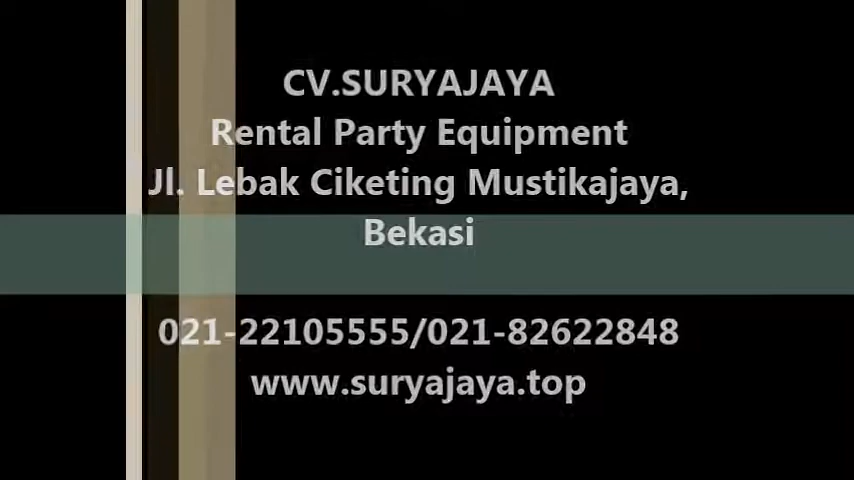 CV.SURYAJAYA
Rental Party Equipment
Jl. Lebak Ciketing Mustikajaya,
Bekasi
021-22105555/021-82622848
www.suryajaya.top